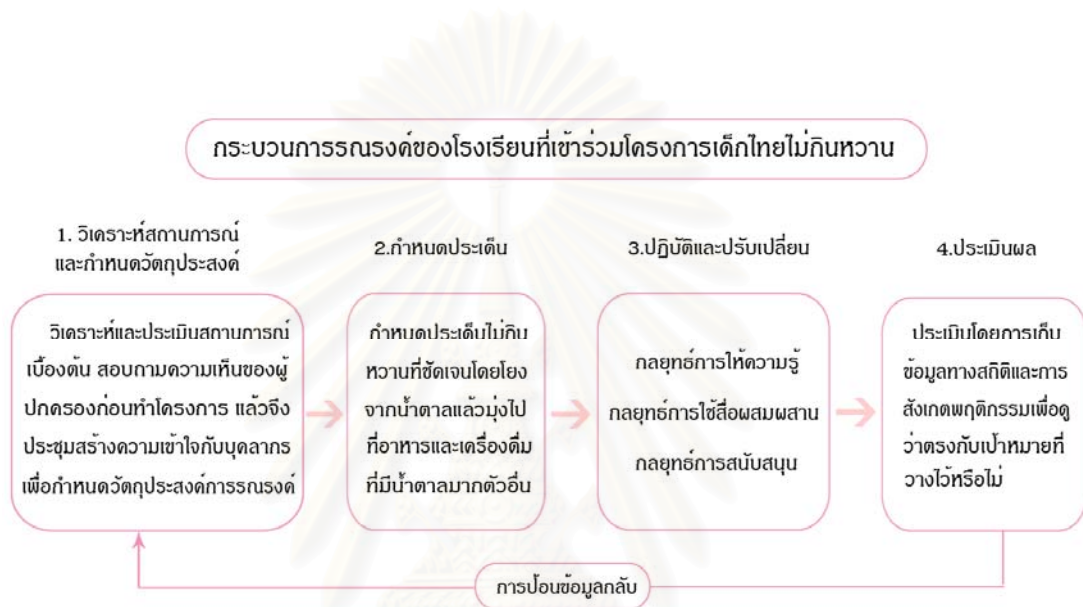 กระบวนการรณรงค์ของโรงเรียนที่เข้าร่วมโครงการเด็กไทยไม่กินหวาน
1. วิเคราะห์สถานการณ์
และกำหนดวัตถุประสงค์
วิเคราะห์และประเมินสถานการณ์
เบื้องต้น สอบถามความเห็นของผู้
ปกครองก่อนทำโครงการ แล้วจึง
ประชุมสร้างความเข้าใจกับบุคลากร
เพื่อกำหนดวัตถุประสงค์การรณรงค์
2.กำหนดประเด็น
กำหนดประเด็นไม่กิน
หวานที่ชัดเจนโดยโยง
จากน้ำตาลแล้วมุ่งไป
ที่อาหารและเครื่องดื่ม
ที่มีน้ำตาลมากตัวอื่น
3.ปฏิบัติและปรับเปลี่ยน
กลยุทธ์การให้ความรู้
กลยุทธ์การใช้สื่อผสมผสาน
กลยุทธ์การสนับสนุน
4.ประเมินผล
ประเมินโดยการเก็บ
ข้อมูลทางสถิติและการ
สังเกตพฤติกรรมเพื่อดู
ว่าตรงกับเป้าหมายที่
วางไว้หรือไม่
การป้อนข้อมูลกลับ